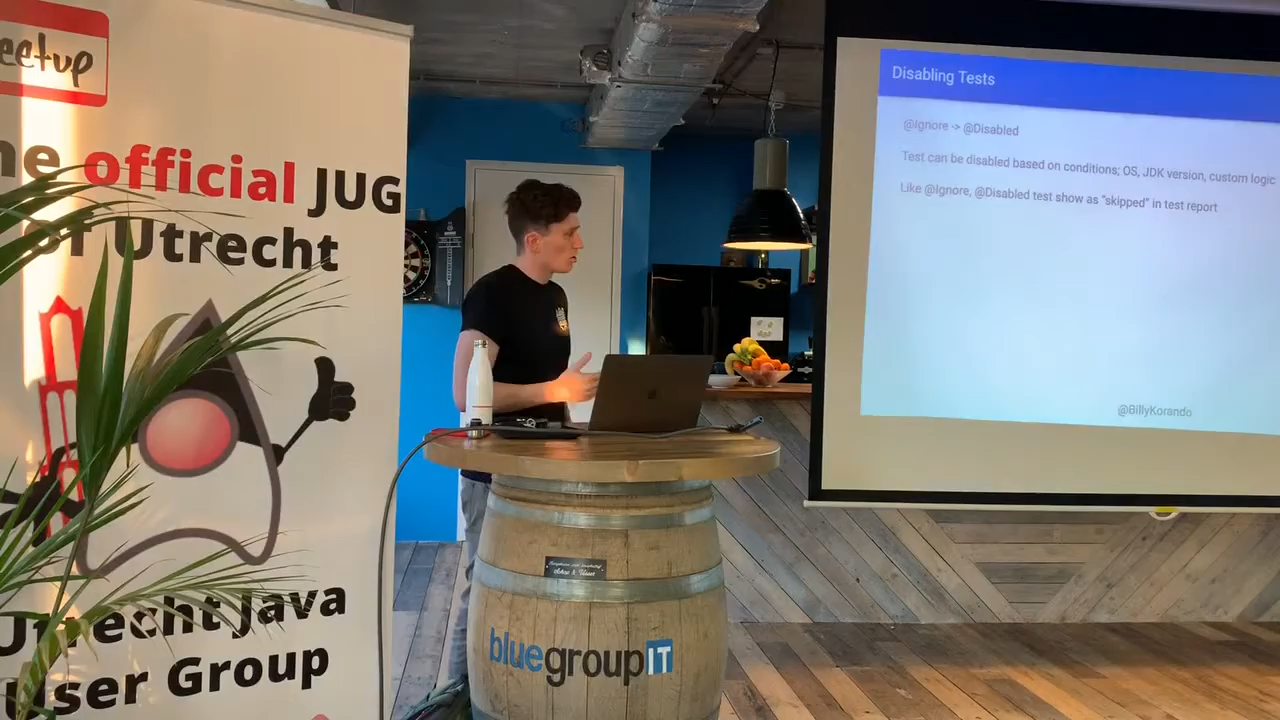 eetup
he official JUG
of Utrecht
Utrecht Java
User Group
bluegroupIT
Disabling Tests
@Ignore -> @Disabled
Test can be disabled based on conditions; OS, JDK version, custom logic
Like @Ignore, @Disabled test show as "skipped" in test report
@BillyKorando